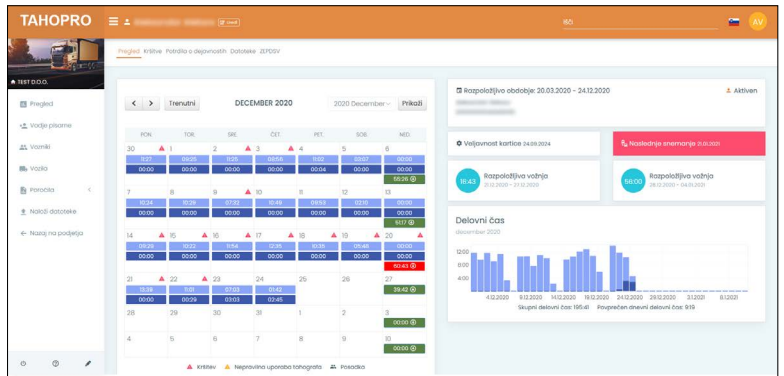 TAHOPRO
uredi
Išči
AV
Pregled Kršitve Potrdila o dejavnostih Datoteke ZEPDSV
TEST D.O.O.
Pregled
Vodje pisarne
Vozniki
Vozila
Poročila
Naloži datoteke
Nazaj na podjetja
Trenutni
DECEMBER 2020
2020 December
Prikaži
PON. TOR. SRE. ČET. PET. SOB. NED.
30 1 2 3 4 5 6
11:27 09:25 11:25 08:56 11:02 03:07 00:00
00:00 00:00 00:00 00:00 00:04 00:00 00:00
55:26
7 8 9 10 11 12 13
10:24 10:28 07:32 10:46 09:53 02:10 00:00
00:00 00:00 00:00 00:00 00:00 00:00 00:00
51:17
14 15 16 17 18 19 20
09:28 10:22 11:54 12:35 10:35 05:46 00:00
00:00 00:00 00:00 00:00 00:00 00:00 00:00
60:43
21 22 23 24 25 26 27
13:39 11:01 07:03 01:42 39:42
00:00 00:29 03:03 02:45
28 29 30 31 1 2 3
00:00
4 5 6 7 8 9 10
00:00
Kršitev Nepravilna uporaba tahografa Posadka
Razpoložljivo obdobje: 20.03.2020 - 24.12.2020
Aktiven
Veljavnost kartice 24.09.2024
Naslednje snemanje 21.01.2021
16:43
Razpoložljiva vožnja
21.12.2020 - 27.12.2020
56:00
Razpoložljiva vožnja
28.12.2020 - 04.01.2021
Delovni čas
december 2020
12:00
8:00
4:00
4.12.2020 9.12.2020 14.12.2020 19.12.2020 24.12.2020 29.12.2020 3.1.2021 8.1.2021
Skupni delovni čas: 195:41 Povprečen dnevni delovni čas: 9:19